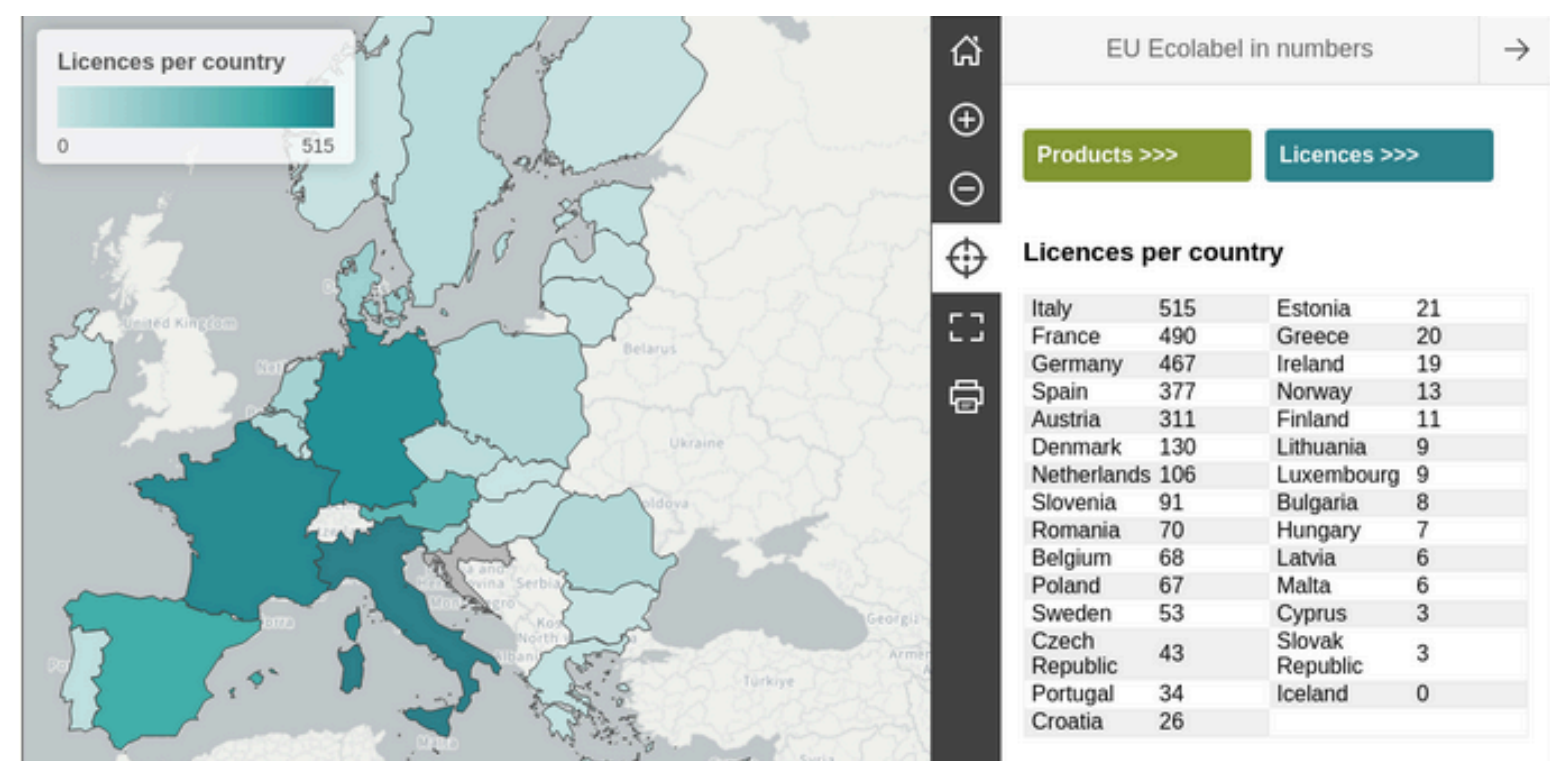 Licences per country
0 515
United Kingdom
Belarus
Ukraine
Serbia
Georgia
Türkiye
Malta
Syria
EU Ecolabel in numbers
Products >>> Licences >>>
Licences per country
Italy 515 Estonia 21
France 490 Greece 20
Germany 467 Ireland 19
Spain 377 Norway 13
Austria 311 Finland 11
Denmark 130 Lithuania 9
Netherlands 106 Luxembourg 9
Slovenia 91 Bulgaria 8
Romania 70 Hungary 7
Belgium 68 Latvia 6
Poland 67 Malta 6
Sweden 53 Cyprus 3
Czech Republic 43 Slovak Republic 3
Portugal 34 Iceland 0
Croatia 26